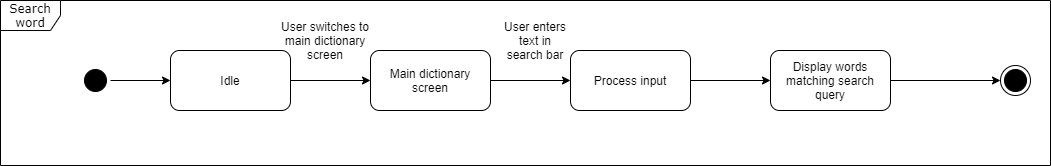 Search
word
User switches to
main dictionary
screen
User enters
text in
search bar
Idle
Main dictionary
screen
Process input
Display words
matching search
query